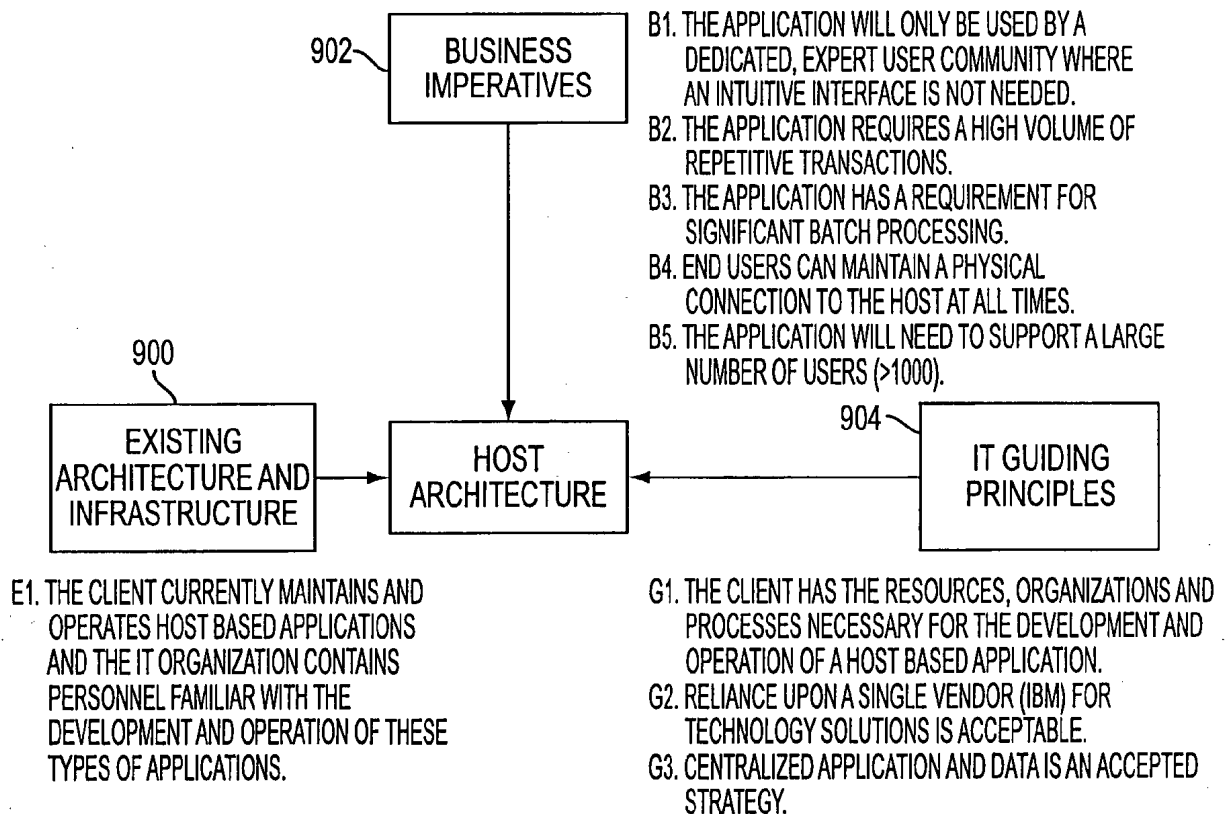 902
BUSINESS
IMPERATIVES
B1. THE APPLICATION WILL ONLY BE USED BY A
DEDICATED, EXPERT USER COMMUNITY WHERE
AN INTUITIVE INTERFACE IS NOT NEEDED.
B2. THE APPLICATION REQUIRES A HIGH VOLUME OF
REPETITIVE TRANSACTIONS.
B3. THE APPLICATION HAS A REQUIREMENT FOR
SIGNIFICANT BATCH PROCESSING.
B4. END USERS CAN MAINTAIN A PHYSICAL
CONNECTION TO THE HOST AT ALL TIMES.
B5. THE APPLICATION WILL NEED TO SUPPORT A LARGE
NUMBER OF USERS (>1000).
900
EXISTING
ARCHITECTURE AND
INFRASTRUCTURE
HOST
ARCHITECTURE
904
IT GUIDING
PRINCIPLES
E1. THE CLIENT CURRENTLY MAINTAINS AND
OPERATES HOST BASED APPLICATIONS
AND THE IT ORGANIZATION CONTAINS
PERSONNEL FAMILIAR WITH THE
DEVELOPMENT AND OPERATION OF THESE
TYPES OF APPLICATIONS.
G1. THE CLIENT HAS THE RESOURCES, ORGANIZATIONS AND
PROCESSES NECESSARY FOR THE DEVELOPMENT AND
OPERATION OF A HOST BASED APPLICATION.
G2. RELIANCE UPON A SINGLE VENDOR (IBM) FOR
TECHNOLOGY SOLUTIONS IS ACCEPTABLE.
G3. CENTRALIZED APPLICATION AND DATA IS AN ACCEPTED
STRATEGY.